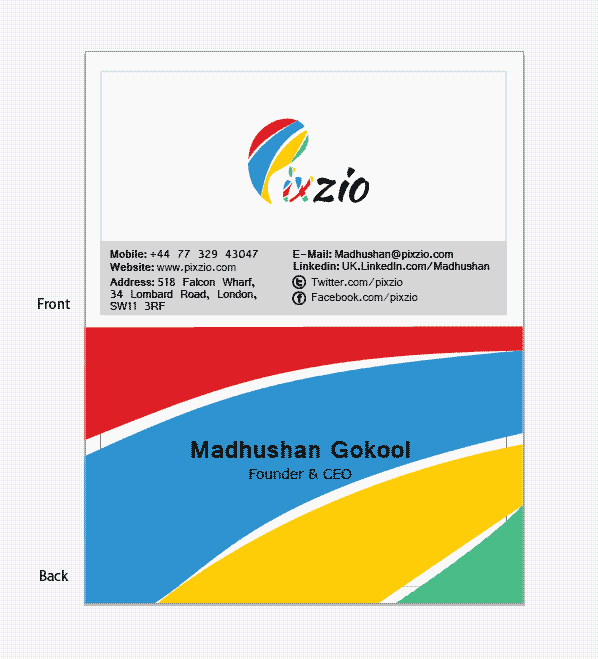 Pixzio
Mobile: +44 77 329 43047
Website: www.pixzio.com
Address: 518 Falcon Wharf,
34 Lombard Road, London,
SW11 3RF
E-Mail: Madhushan@pixzio.com
Linkedin: UK.LinkedIn.com/Madhushan
Twitter.com/pixzio
Facebook.com/pixzio
Front
Madhushan Gokool
Founder & CEO
Back